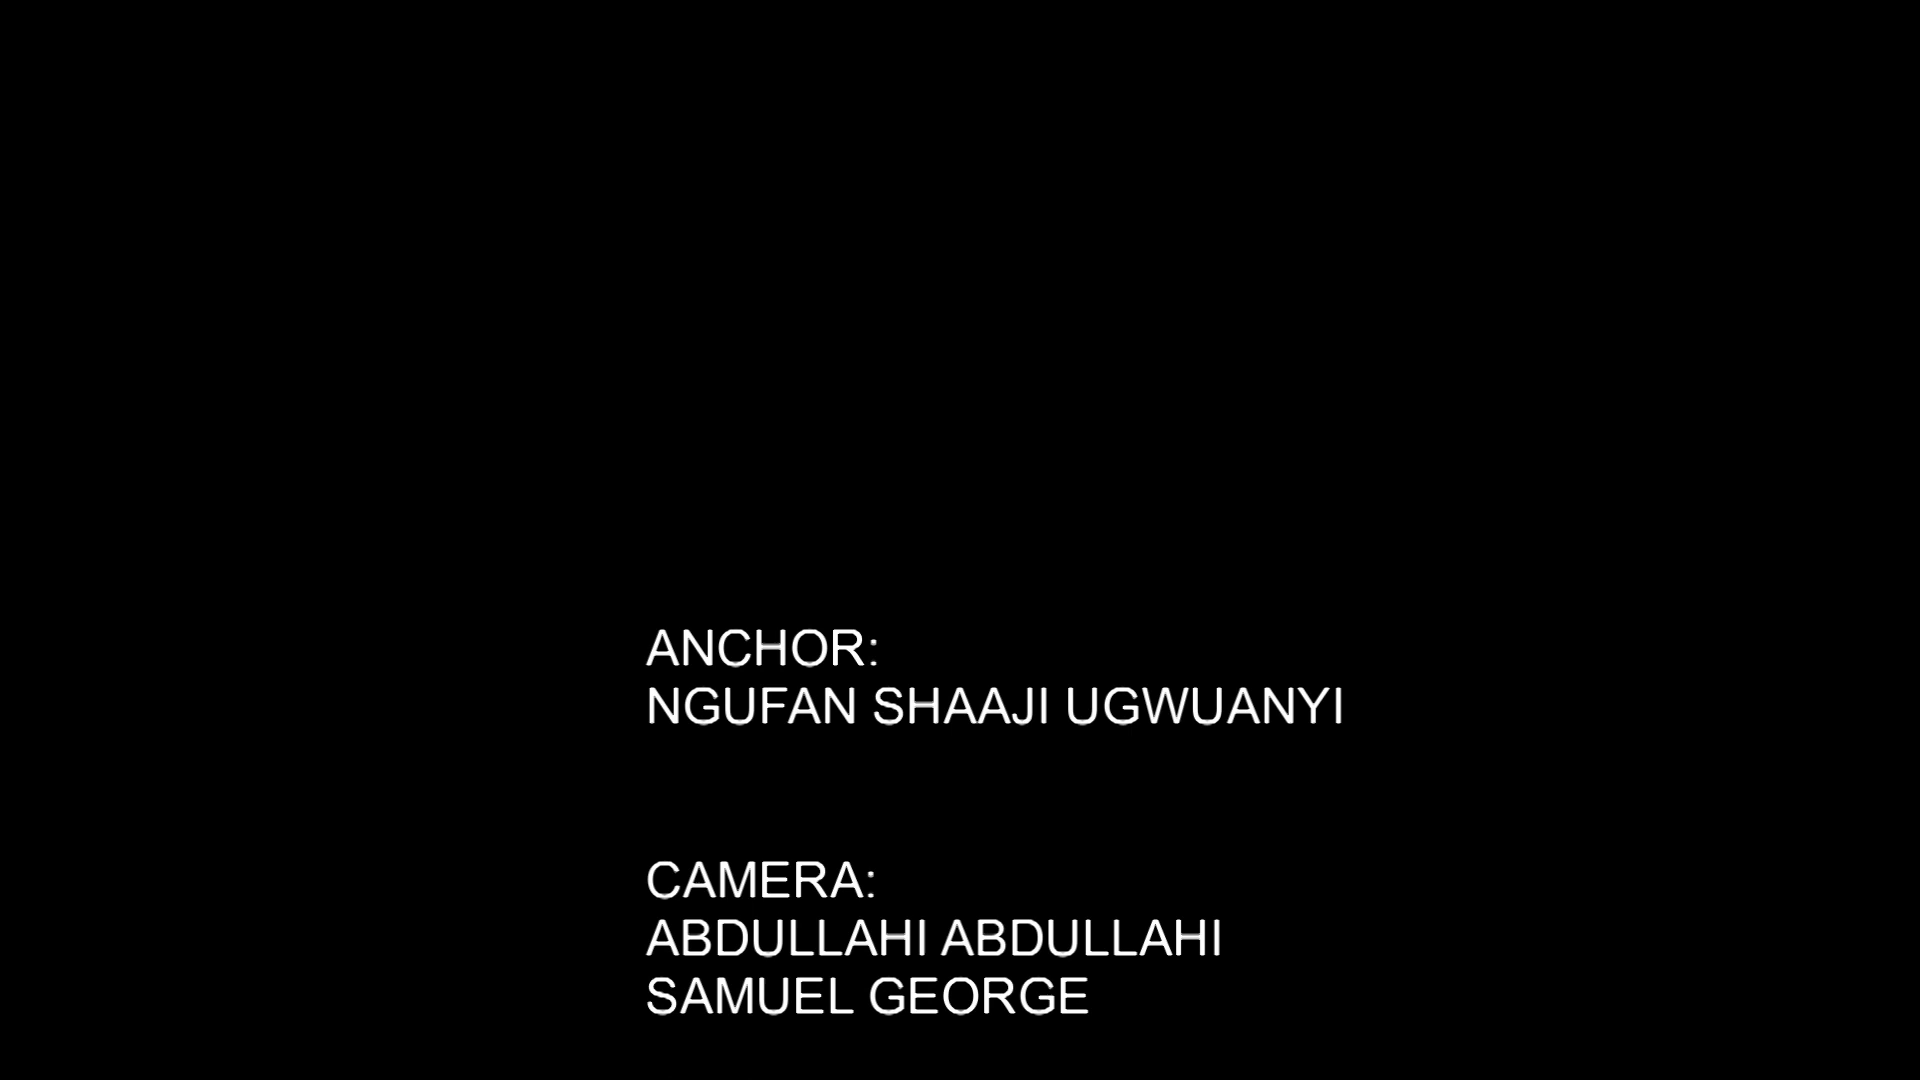 ANCHOR:
NGUFAN SHAAJI UGWUANYI
CAMERA:
ABDULLAHI ABDULLAHI
SAMUEL GEORGE